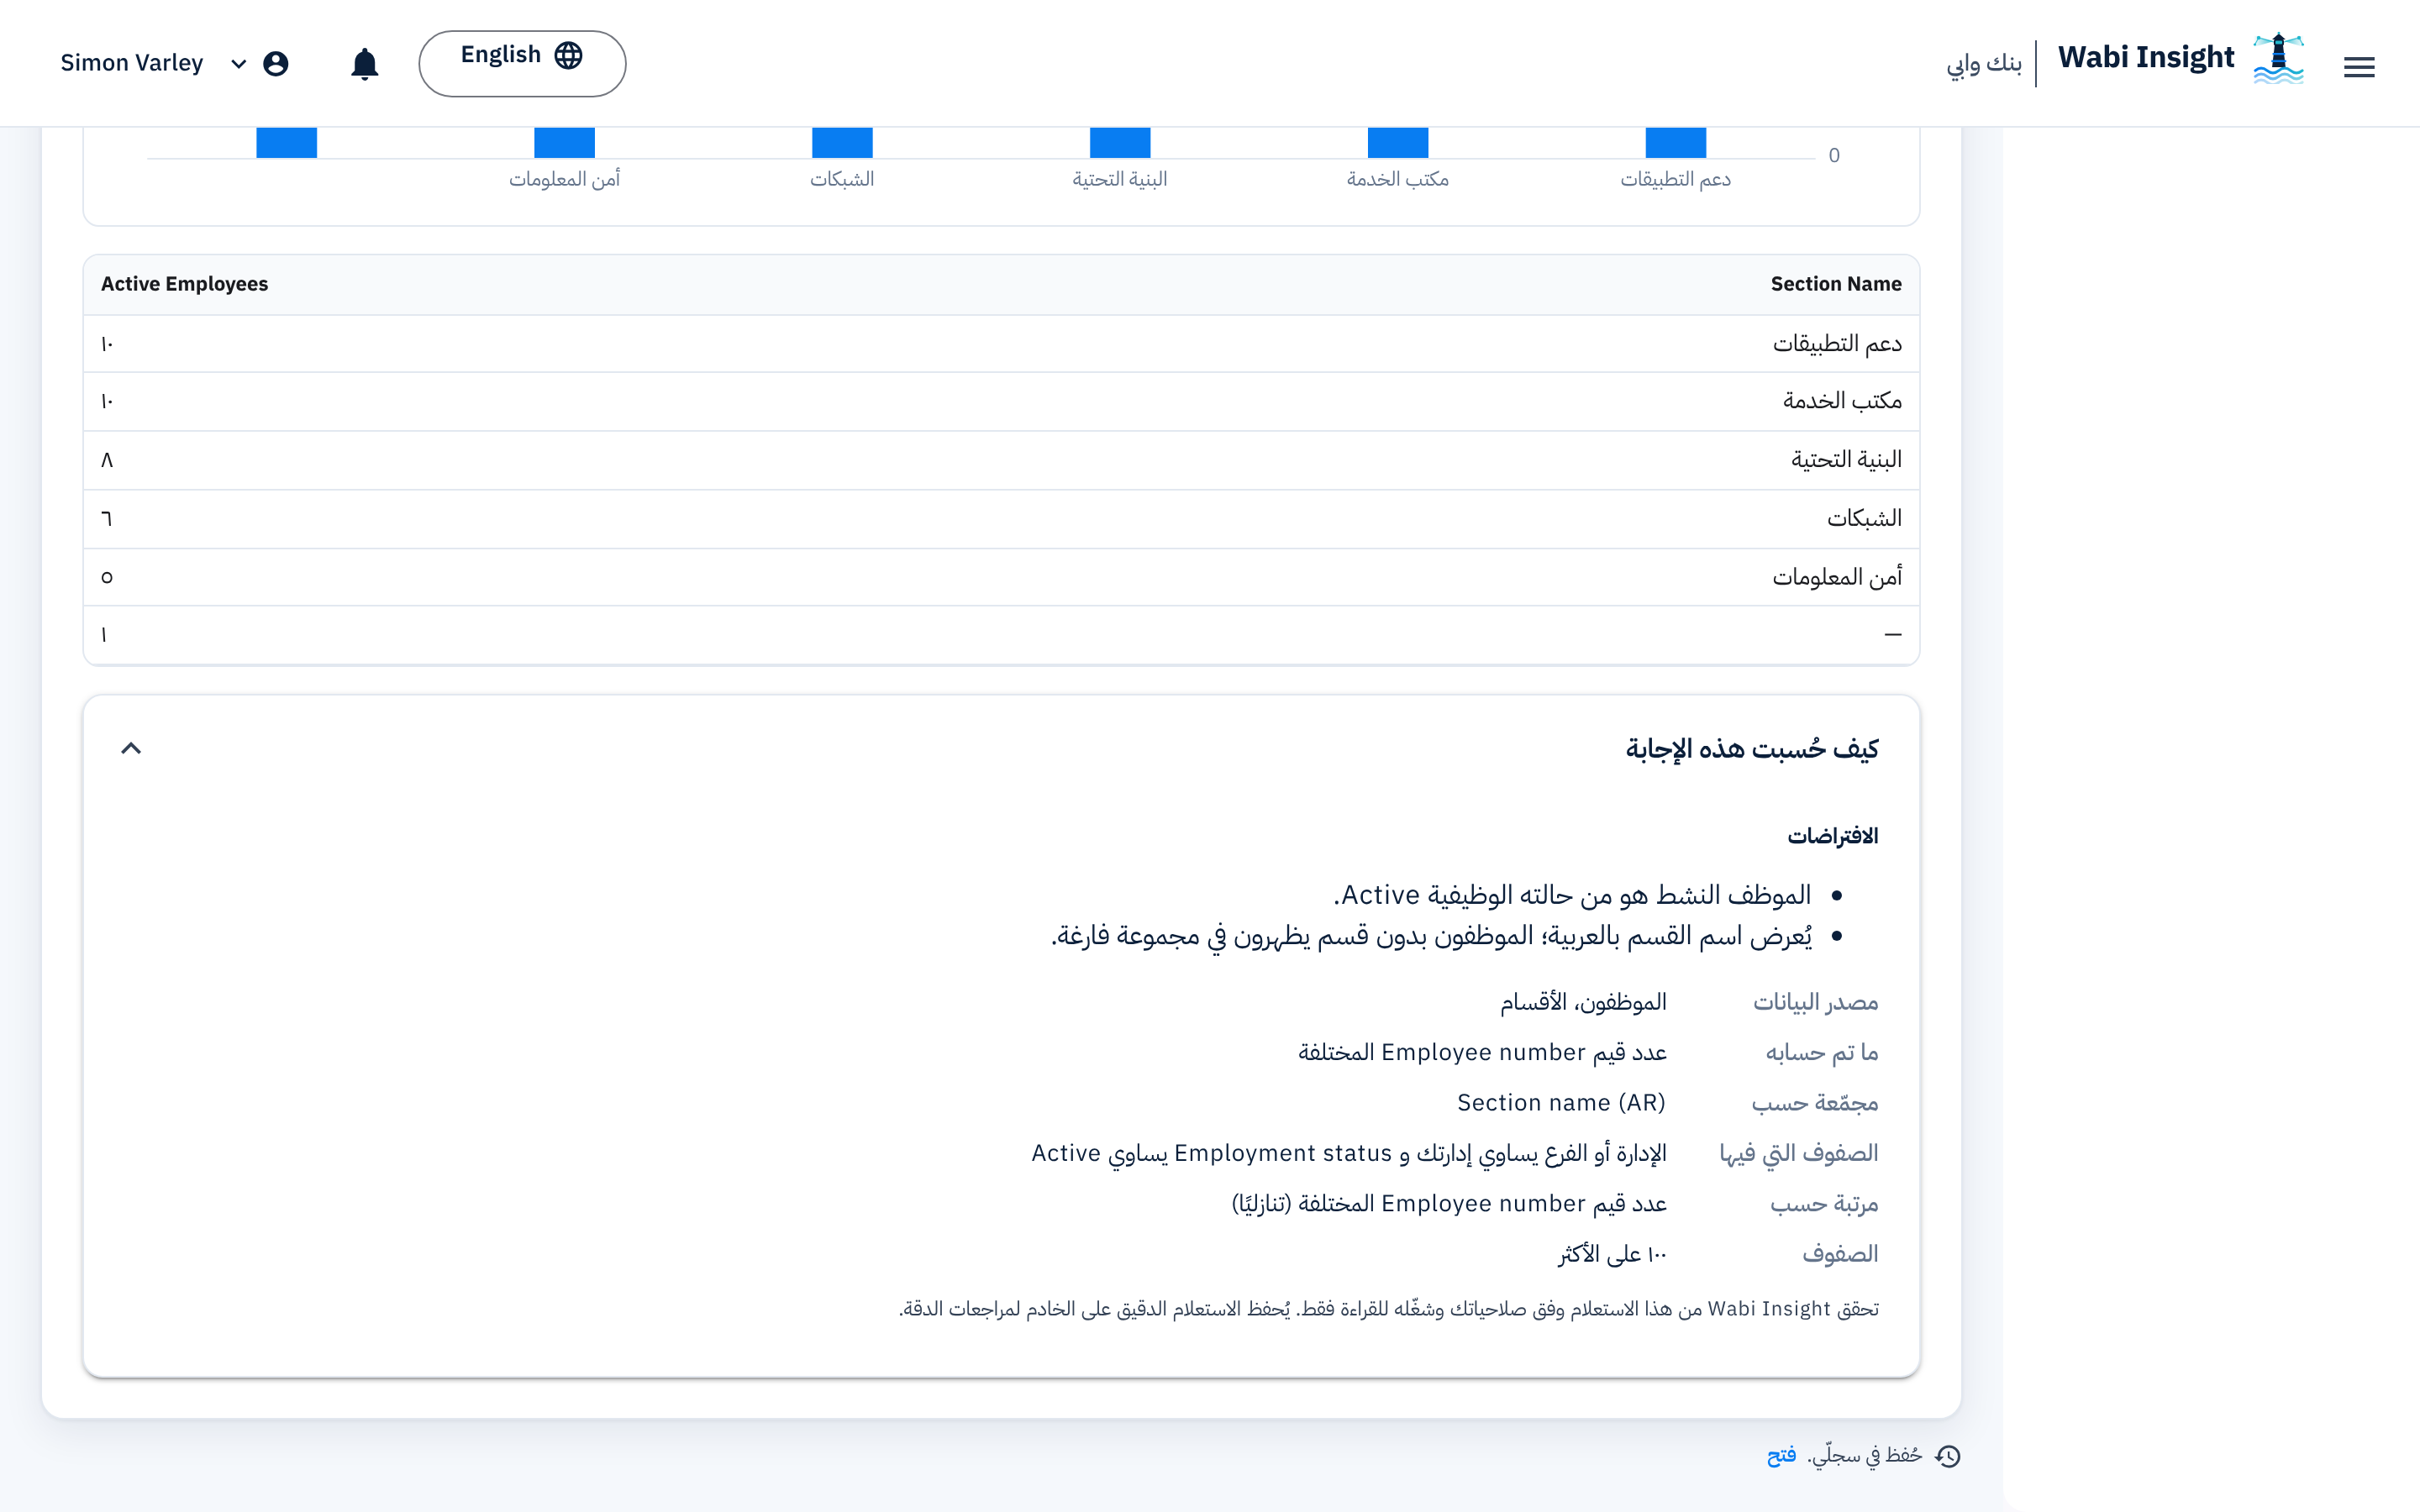 Wabi Insight | بنك وابي
English
Simon Varley
0
دعم التطبيقات
مكتب الخدمة
البنية التحتية
الشبكات
أمن المعلومات
Section Name Active Employees
دعم التطبيقات ١٠
مكتب الخدمة ١٠
البنية التحتية ٨
الشبكات ٦
أمن المعلومات ٥
— ١
كيف حُسبت هذه الإجابة
الافتراضات
• الموظف النشط هو من حالته الوظيفية Active.
• يُعرض اسم القسم بالعربية؛ الموظفون بدون قسم يظهرون في مجموعة فارغة.
مصدر البيانات الموظفون، الأقسام
ما تم حسابه عدد قيم Employee number المختلفة
مجمّعة حسب Section name (AR)
الصفوف التي فيها الإدارة أو الفرع يساوي إدارتك و Employment status يساوي Active
مرتبة حسب عدد قيم Employee number المختلفة (تنازليًا)
الصفوف ١٠٠ على الأكثر
تحقق Wabi Insight من هذا الاستعلام وفق صلاحياتك وشغّله للقراءة فقط. يُحفظ الاستعلام الدقيق على الخادم لمراجعات الدقة.
حُفظ في سجلّي. فتح